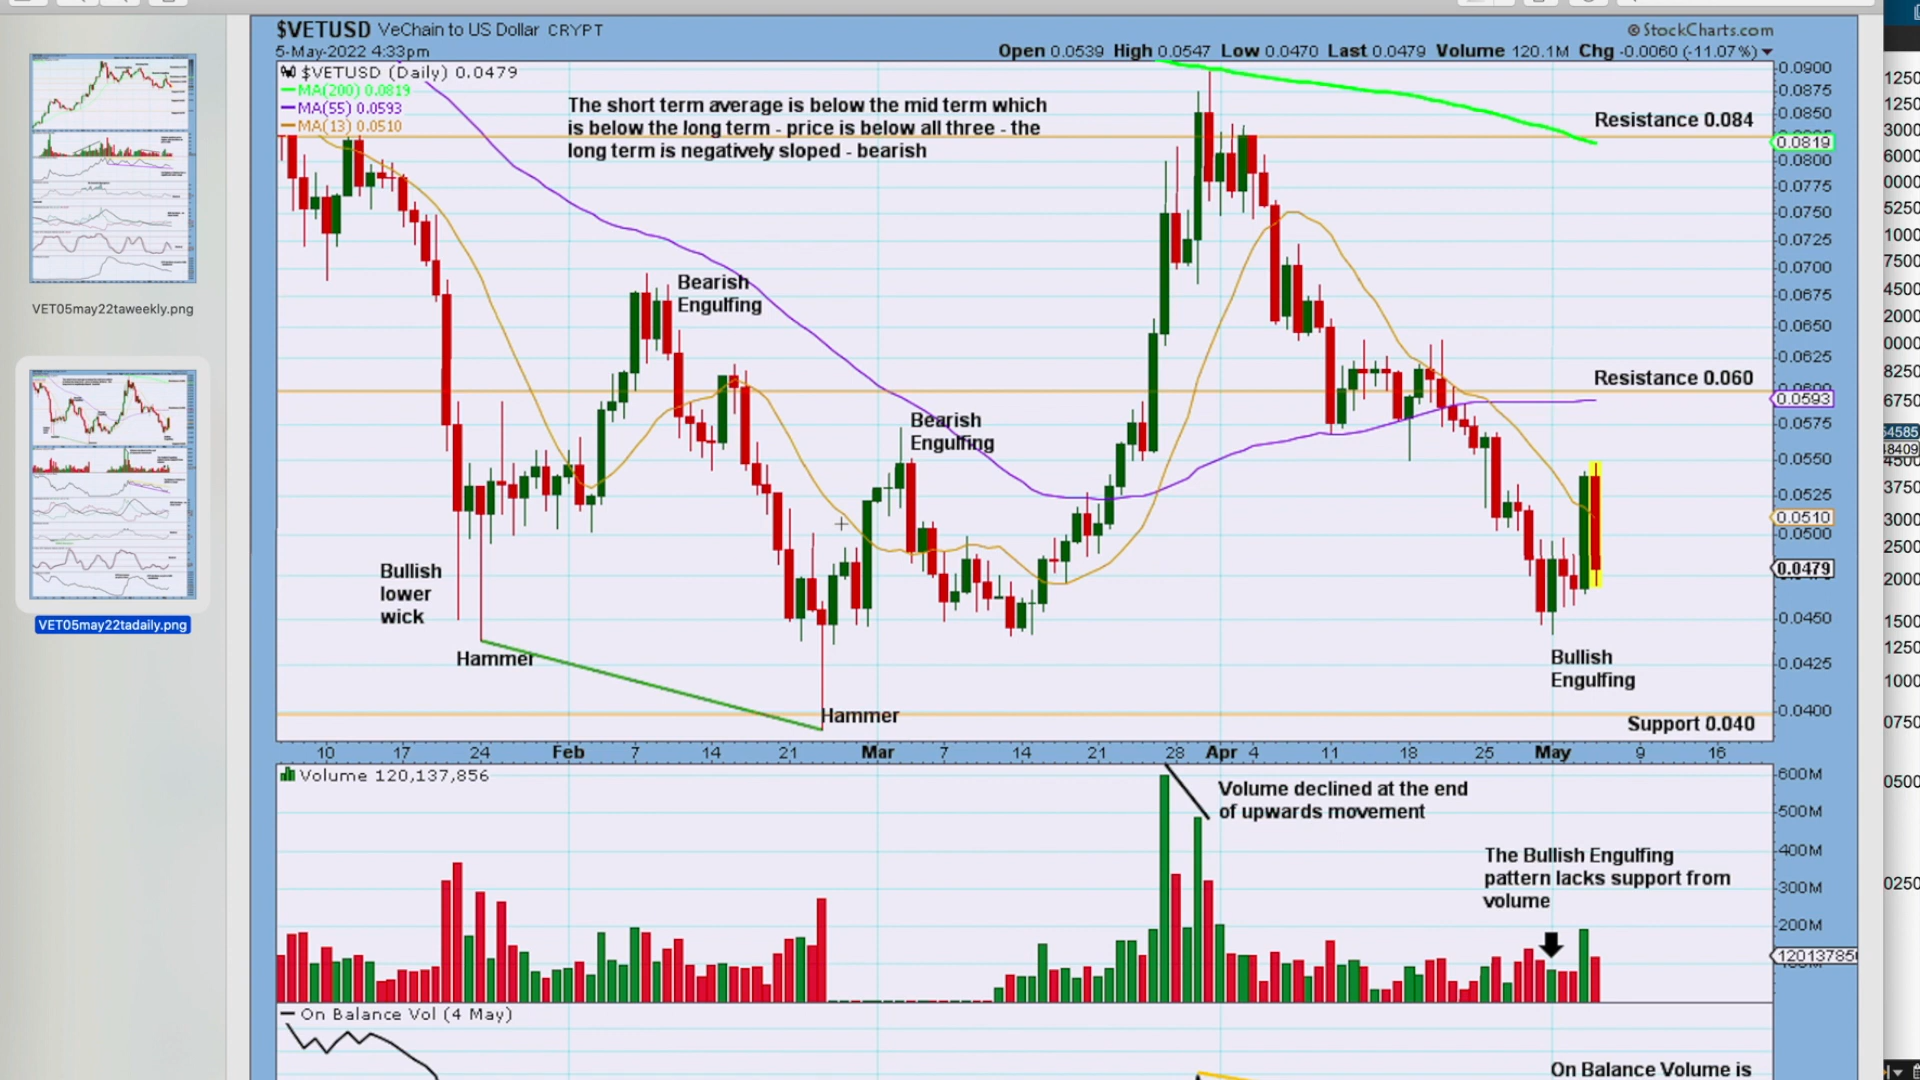 $VETUSD VeChain to US Dollar CRYPT
© StockCharts.com
5-May-2022 4:33pm
Open 0.0539 High 0.0547 Low 0.0470 Last 0.0479 Volume 120.1M Chg -0.0060 (-11.07%)
$VETUSD (Daily) 0.0479
MA(200) 0.0819
MA(55) 0.0593
MA(13) 0.0510
The short term average is below the mid term which
is below the long term - price is below all three - the
long term is negatively sloped - bearish
Resistance 0.084
Bearish
Engulfing
Resistance 0.060
Bearish
Engulfing
Bullish
lower
wick
Hammer
Hammer
Bullish
Engulfing
Support 0.040
0.0900
0.0875
0.0850
0.0819
0.0800
0.0775
0.0750
0.0725
0.0700
0.0675
0.0650
0.0625
0.0593
0.0575
0.0550
0.0525
0.0510
0.0500
0.0479
0.0450
0.0425
0.0400
10 17 24 Feb 7 14 21 Mar 7 14 21 28 Apr 4 11 18 25 May 9 16
Volume 120,137,856
Volume declined at the end
of upwards movement
The Bullish Engulfing
pattern lacks support from
volume
600M
500M
400M
300M
200M
120137856
On Balance Vol (4 May)
On Balance Volume is
VET05may22taweekly.png
VET05may22tadaily.png